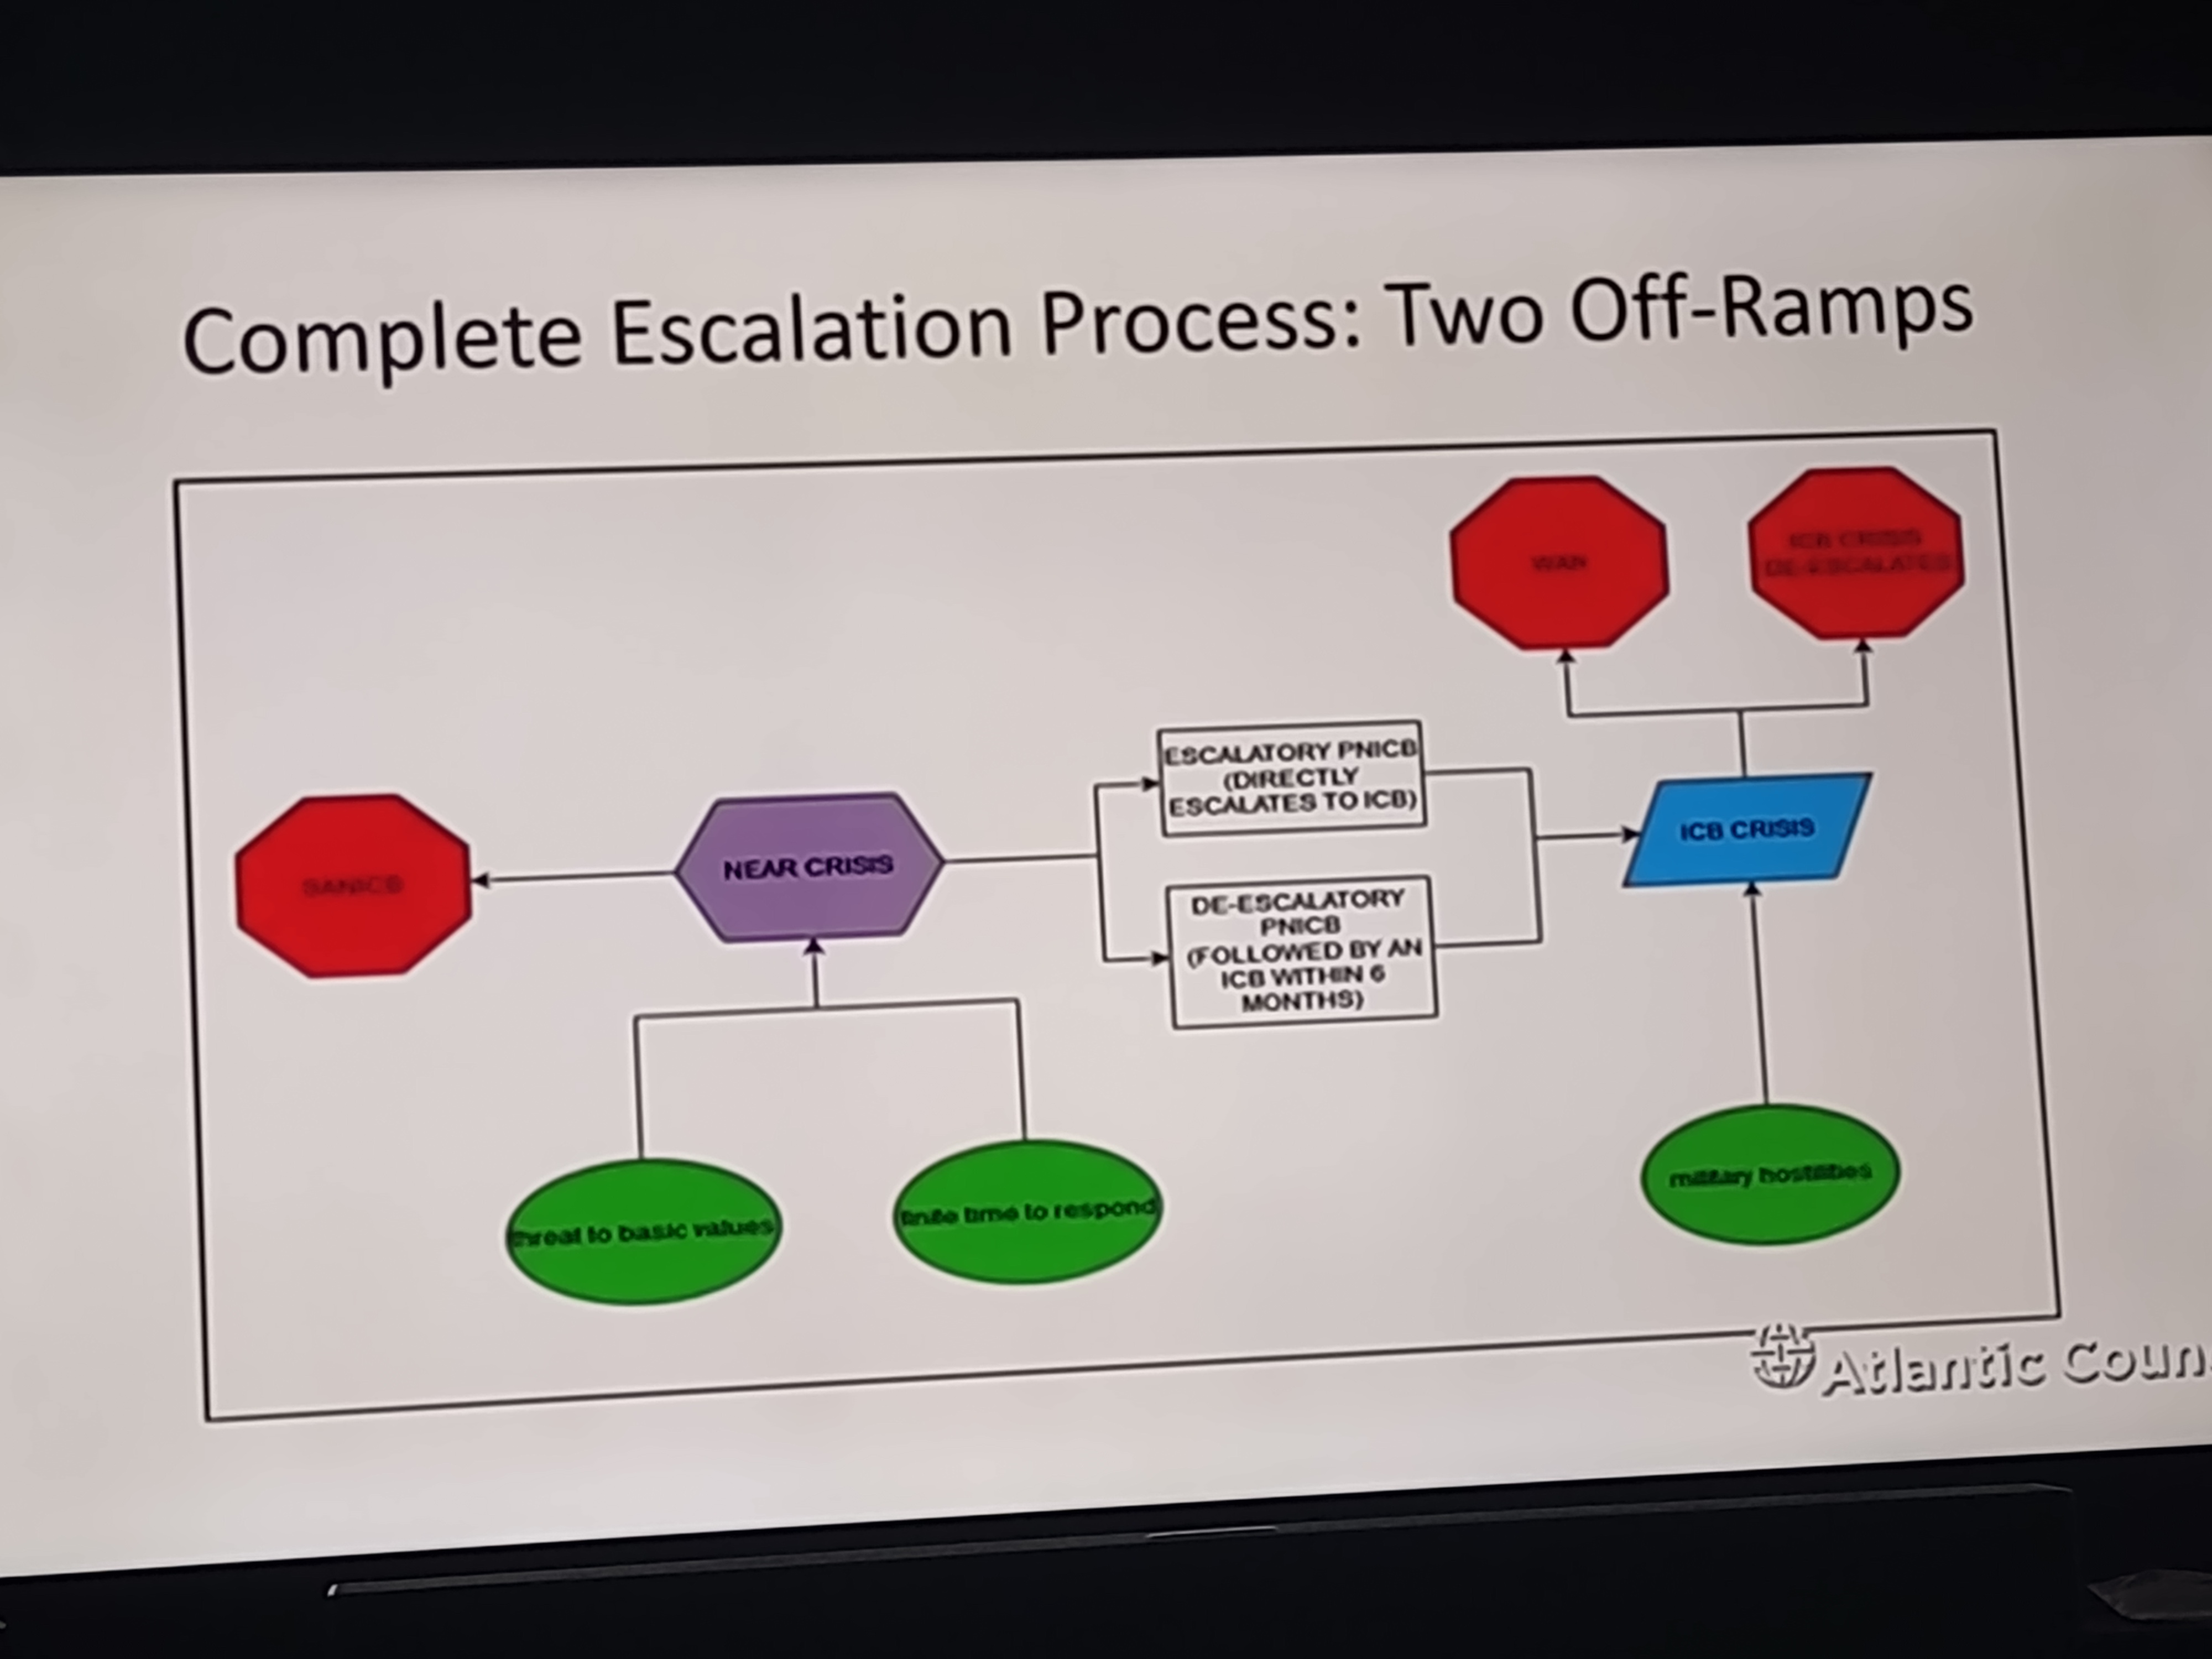 Complete Escalation Process: Two Off-Ramps
WAR
ICB CRISIS
DE-ESCALATES
ESCALATORY PNICB
(DIRECTLY
ESCALATES TO ICB)
SANICB
NEAR CRISIS
ICB CRISIS
DE-ESCALATORY
PNICB
(FOLLOWED BY AN
ICB WITHIN 6
MONTHS)
threat to basic values
finite time to respond
military hostilities
Atlantic Coun